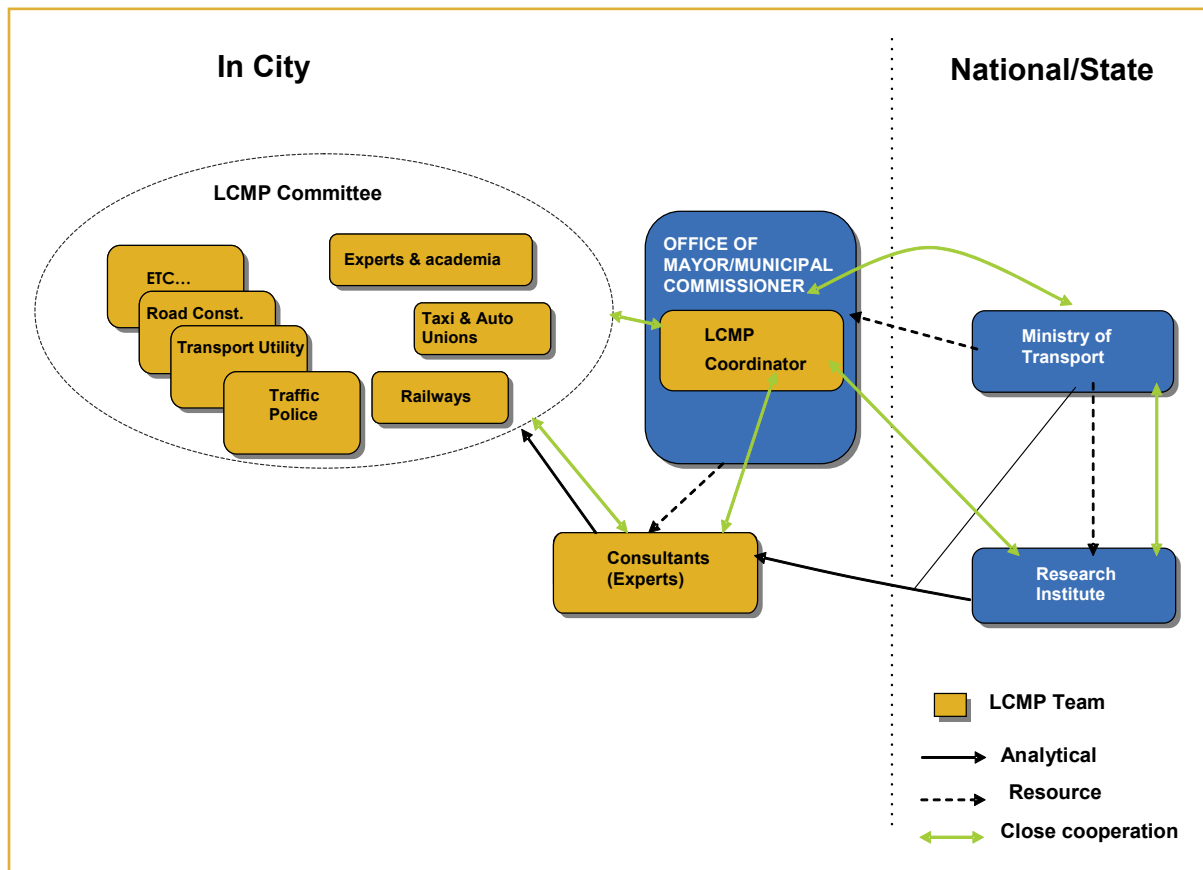 In City
National/State
LCMP Committee
ETC…
Road Const.
Transport Utility
Traffic
Police
Experts & academia
Taxi & Auto
Unions
Railways
OFFICE OF
MAYOR/MUNICIPAL
COMMISSIONER
LCMP
Coordinator
Consultants
(Experts)
Ministry of
Transport
Research
Institute
LCMP Team
Analytical
Resource
Close cooperation